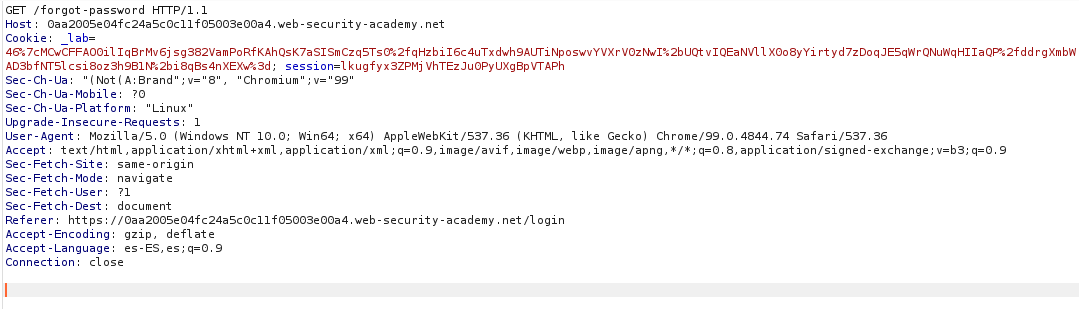 GET /forgot-password HTTP/1.1
Host: 0aa2005e04fc24a5c0c11f05003e00a4.web-security-academy.net
Cookie: _lab=
46%7cMCwCFFAO0ilIqBrMv6jsg382VamPoRfKAhQsK7aSISmCzq5TsO%2fqHzbiI6c4uTxdwh9AUTiNposwvYVXrV0zNwI%2bUQtvIQEaNVllX0o8yYirtyd7zDoqJE5qWrQNuWqHIIaQP%2fddrgXmbW
AD3bfNT5lcsi8oz3h9B1N%2bi8qBs4nXEXw%3d; session=lkugfyx3ZPMjVhTEzJu0PyUXgBpVTAPh
Sec-Ch-Ua: "(Not(A:Brand";v="8", "Chromium";v="99"
Sec-Ch-Ua-Mobile: ?0
Sec-Ch-Ua-Platform: "Linux"
Upgrade-Insecure-Requests: 1
User-Agent: Mozilla/5.0 (Windows NT 10.0; Win64; x64) AppleWebKit/537.36 (KHTML, like Gecko) Chrome/99.0.4844.74 Safari/537.36
Accept: text/html,application/xhtml+xml,application/xml;q=0.9,image/avif,image/webp,image/apng,*/*;q=0.8,application/signed-exchange;v=b3;q=0.9
Sec-Fetch-Site: same-origin
Sec-Fetch-Mode: navigate
Sec-Fetch-User: ?1
Sec-Fetch-Dest: document
Referer: https://0aa2005e04fc24a5c0c11f05003e00a4.web-security-academy.net/login
Accept-Encoding: gzip, deflate
Accept-Language: es-ES,es;q=0.9
Connection: close